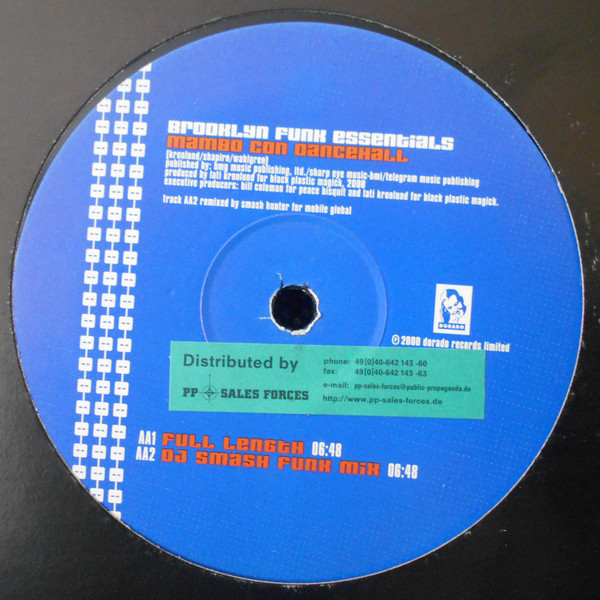 Brooklyn Funk Essentials
Mambo Con Dancehall
[kronlund/shapiro/wahlgren]
published by: bmg music publishing, ltd./sharp eye music-bmi/telegram music publishing
produced by lati kronlund for black plastic magick, 2000
executive producers: bill coleman for peace bisquit and lati kronlund for black plastic magick.
track AA2 remixed by smash hunter for mobile global
DORADO
© 2000 dorado records limited
Distributed by
PP SALES FORCES
phone: 49[0]40-642 143 -60
fax: 49[0]40-642 143 -63
e-mail: pp-sales-forces@public-propaganda.de
http://www.pp-sales-forces.de
AA1 Full Length 06:48
AA2 DJ Smash Funk Mix 06:48